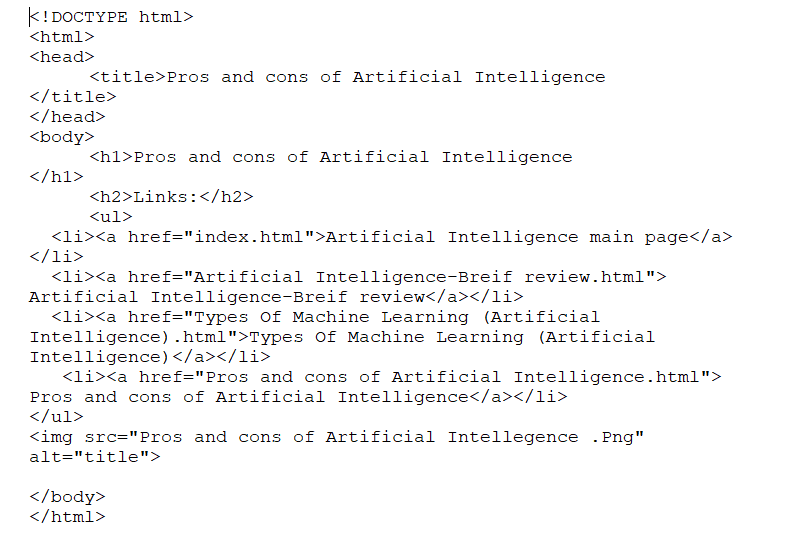 <!DOCTYPE html>
<html>
<head>
<title>Pros and cons of Artificial Intelligence
</title>
</head>
<body>
<h1>Pros and cons of Artificial Intelligence
</h1>
<h2>Links:</h2>
<ul>
<li><a href="index.html">Artificial Intelligence main page</a>
</li>
<li><a href="Artificial Intelligence-Breif review.html">
Artificial Intelligence-Breif review</a></li>
<li><a href="Types Of Machine Learning (Artificial
Intelligence).html">Types Of Machine Learning (Artificial
Intelligence)</a></li>
<li><a href="Pros and cons of Artificial Intelligence.html">
Pros and cons of Artificial Intelligence</a></li>
</ul>
<img src="Pros and cons of Artificial Intellegence .Png"
alt="title">
</body>
</html>